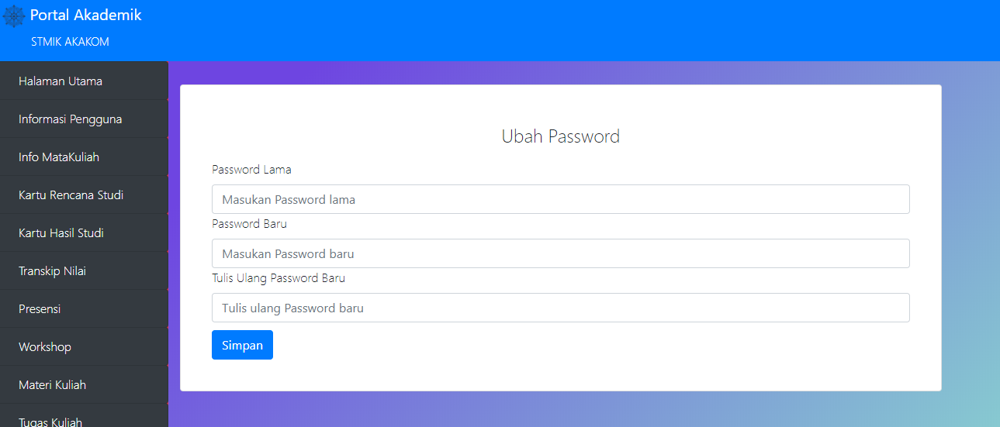 Portal Akademik
STMIK AKAKOM
Halaman Utama
Informasi Pengguna
Info MataKuliah
Kartu Rencana Studi
Kartu Hasil Studi
Transkip Nilai
Presensi
Workshop
Materi Kuliah
Tugas Kuliah
Ubah Password
Password Lama
Masukan Password lama
Password Baru
Masukan Password baru
Tulis Ulang Password Baru
Tulis ulang Password baru
Simpan